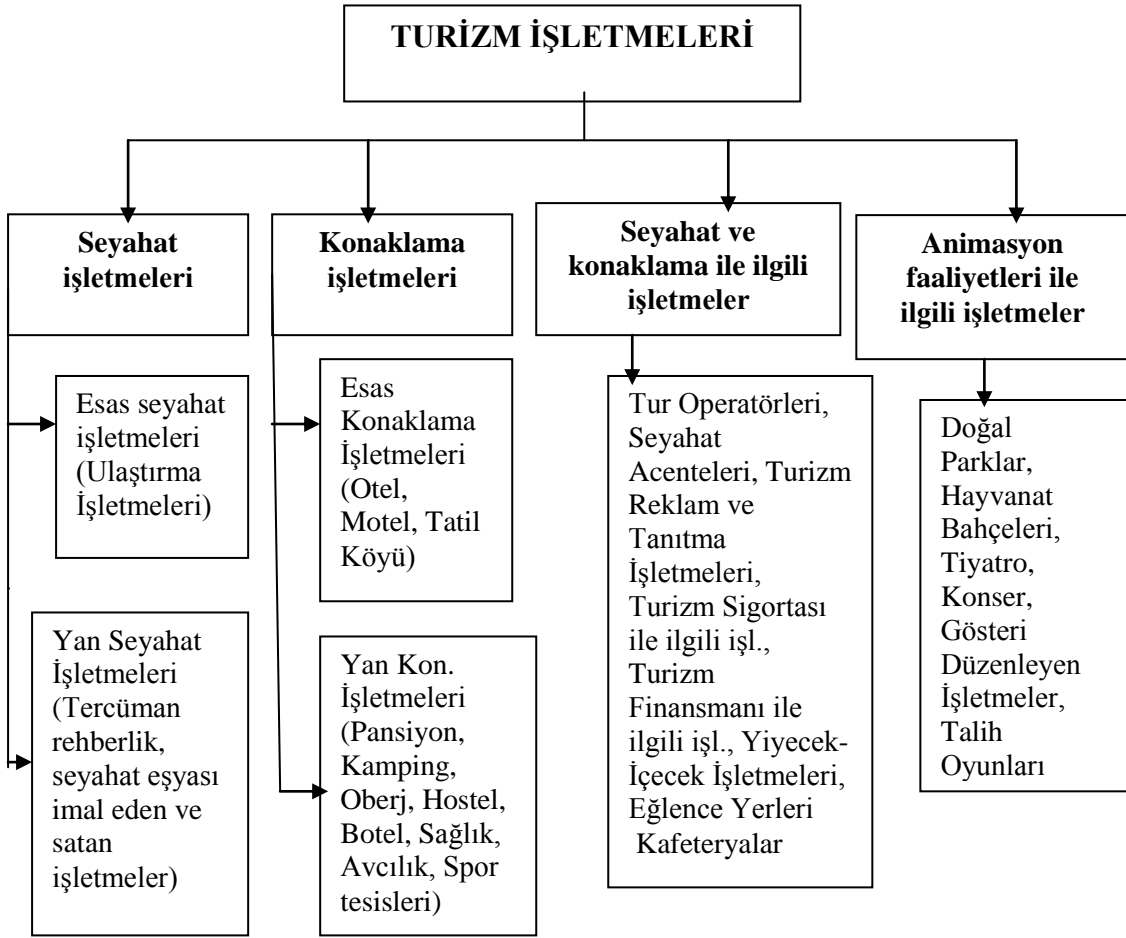 TURİZM İŞLETMELERİ
Seyahat
işletmeleri
Konaklama
işletmeleri
Seyahat ve
konaklama ile ilgili
işletmeler
Animasyon
faaliyetleri ile
ilgili işletmeler
Esas seyahat
işletmeleri
(Ulaştırma
İşletmeleri)
Yan Seyahat
İşletmeleri
(Tercüman
rehberlik,
seyahat eşyası
imal eden ve
satan
işletmeler)
Esas
Konaklama
İşletmeleri
(Otel,
Motel, Tatil
Köyü)
Yan Kon.
İşletmeleri
(Pansiyon,
Kamping,
Oberj, Hostel,
Botel, Sağlık,
Avcılık, Spor
tesisleri)
Tur Operatörleri,
Seyahat
Acenteleri, Turizm
Reklam ve
Tanıtma
İşletmeleri,
Turizm Sigortası
ile ilgili işl.,
Turizm
Finansmanı ile
ilgili işl., Yiyecek-
İçecek İşletmeleri,
Eğlence Yerleri
Kafeteryalar
Doğal
Parklar,
Hayvanat
Bahçeleri,
Tiyatro,
Konser,
Gösteri
Düzenleyen
İşletmeler,
Talih
Oyunları